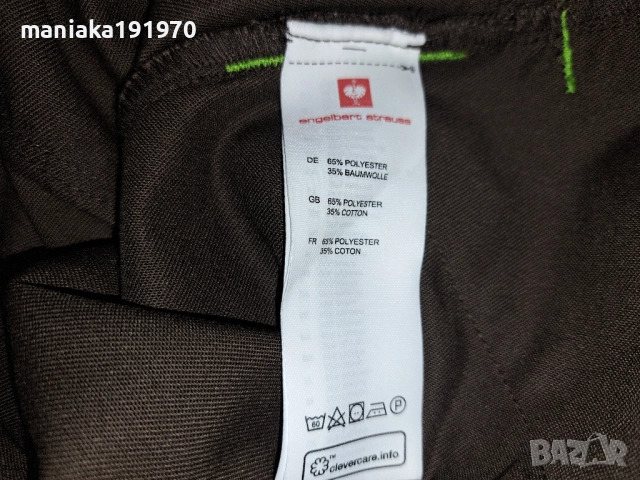 maniaka191970
engelbert strauss
DE 65% POLYESTER
35% BAUMWOLLE
GB 65% POLYESTER
35% COTTON
FR 65% POLYESTER
35% COTON
60 P
clevercare.info
BAZAR